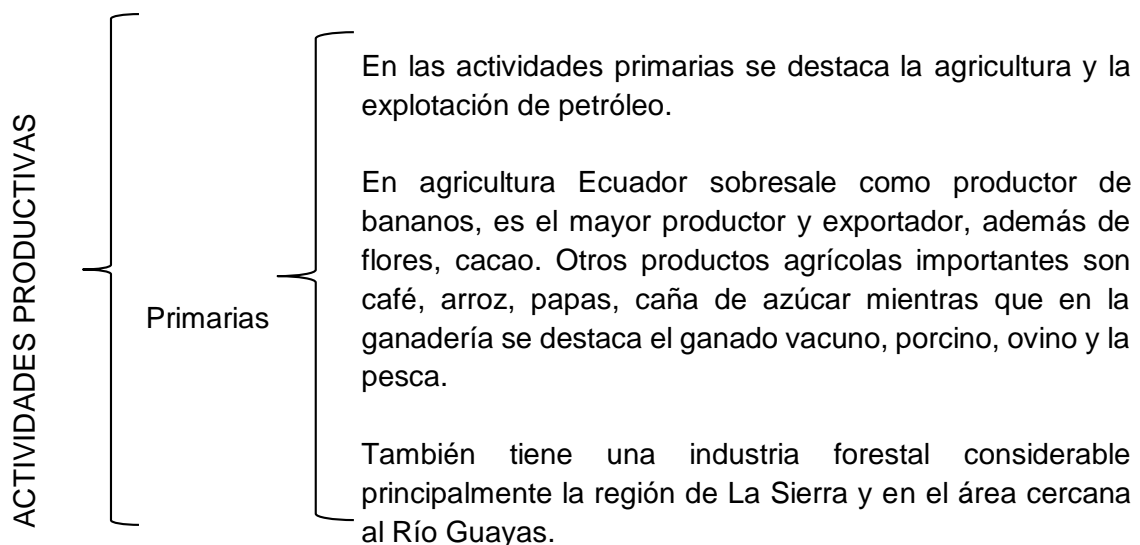 ACTIVIDADES PRODUCTIVAS
Primarias
En las actividades primarias se destaca la agricultura y la
explotación de petróleo.
En agricultura Ecuador sobresale como productor de
bananos, es el mayor productor y exportador, además de
flores, cacao. Otros productos agrícolas importantes son
café, arroz, papas, caña de azúcar mientras que en la
ganadería se destaca el ganado vacuno, porcino, ovino y la
pesca.
También tiene una industria forestal considerable
principalmente la región de La Sierra y en el área cercana
al Río Guayas.